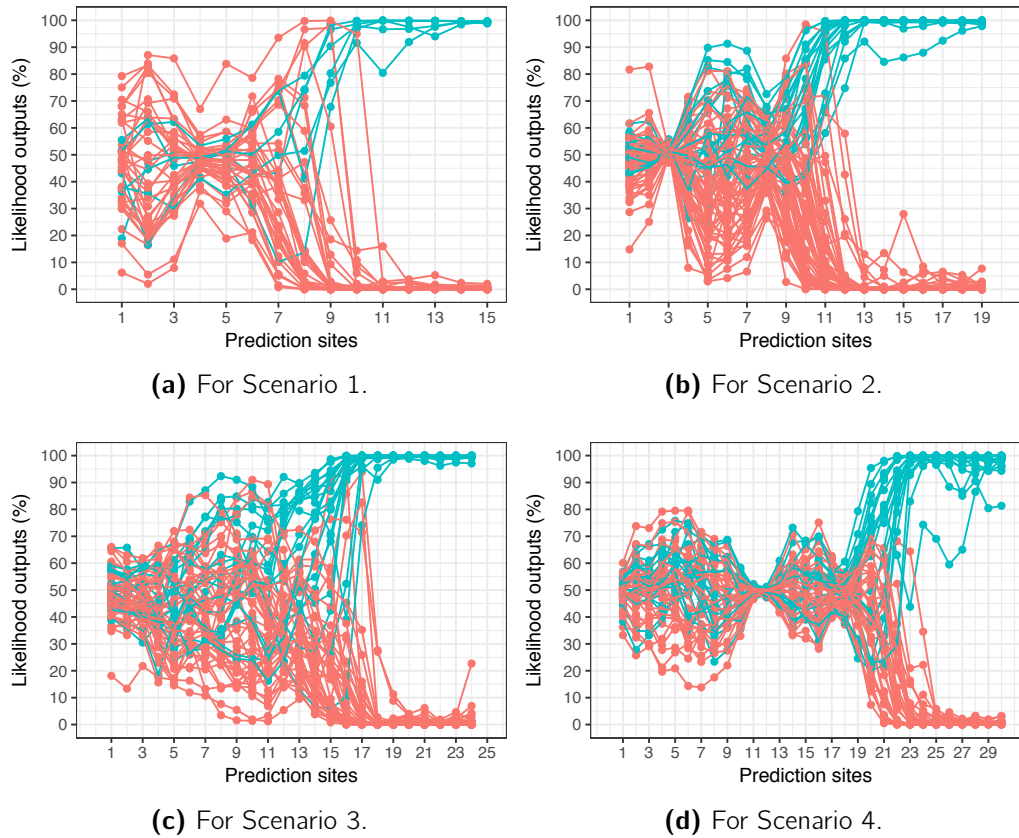 100
90
80
70
60
50
40
30
20
10
0
Likelihood outputs (%)
1 3 5 7 9 11 13 15
Prediction sites
(a) For Scenario 1.
100
90
80
70
60
50
40
30
20
10
0
Likelihood outputs (%)
1 3 5 7 9 11 13 15 17 19
Prediction sites
(b) For Scenario 2.
100
90
80
70
60
50
40
30
20
10
0
Likelihood outputs (%)
1 3 5 7 9 11 13 15 17 19 21 23 25
Prediction sites
(c) For Scenario 3.
100
90
80
70
60
50
40
30
20
10
0
Likelihood outputs (%)
1 3 5 7 9 11 13 15 17 19 21 23 25 27 29
Prediction sites
(d) For Scenario 4.